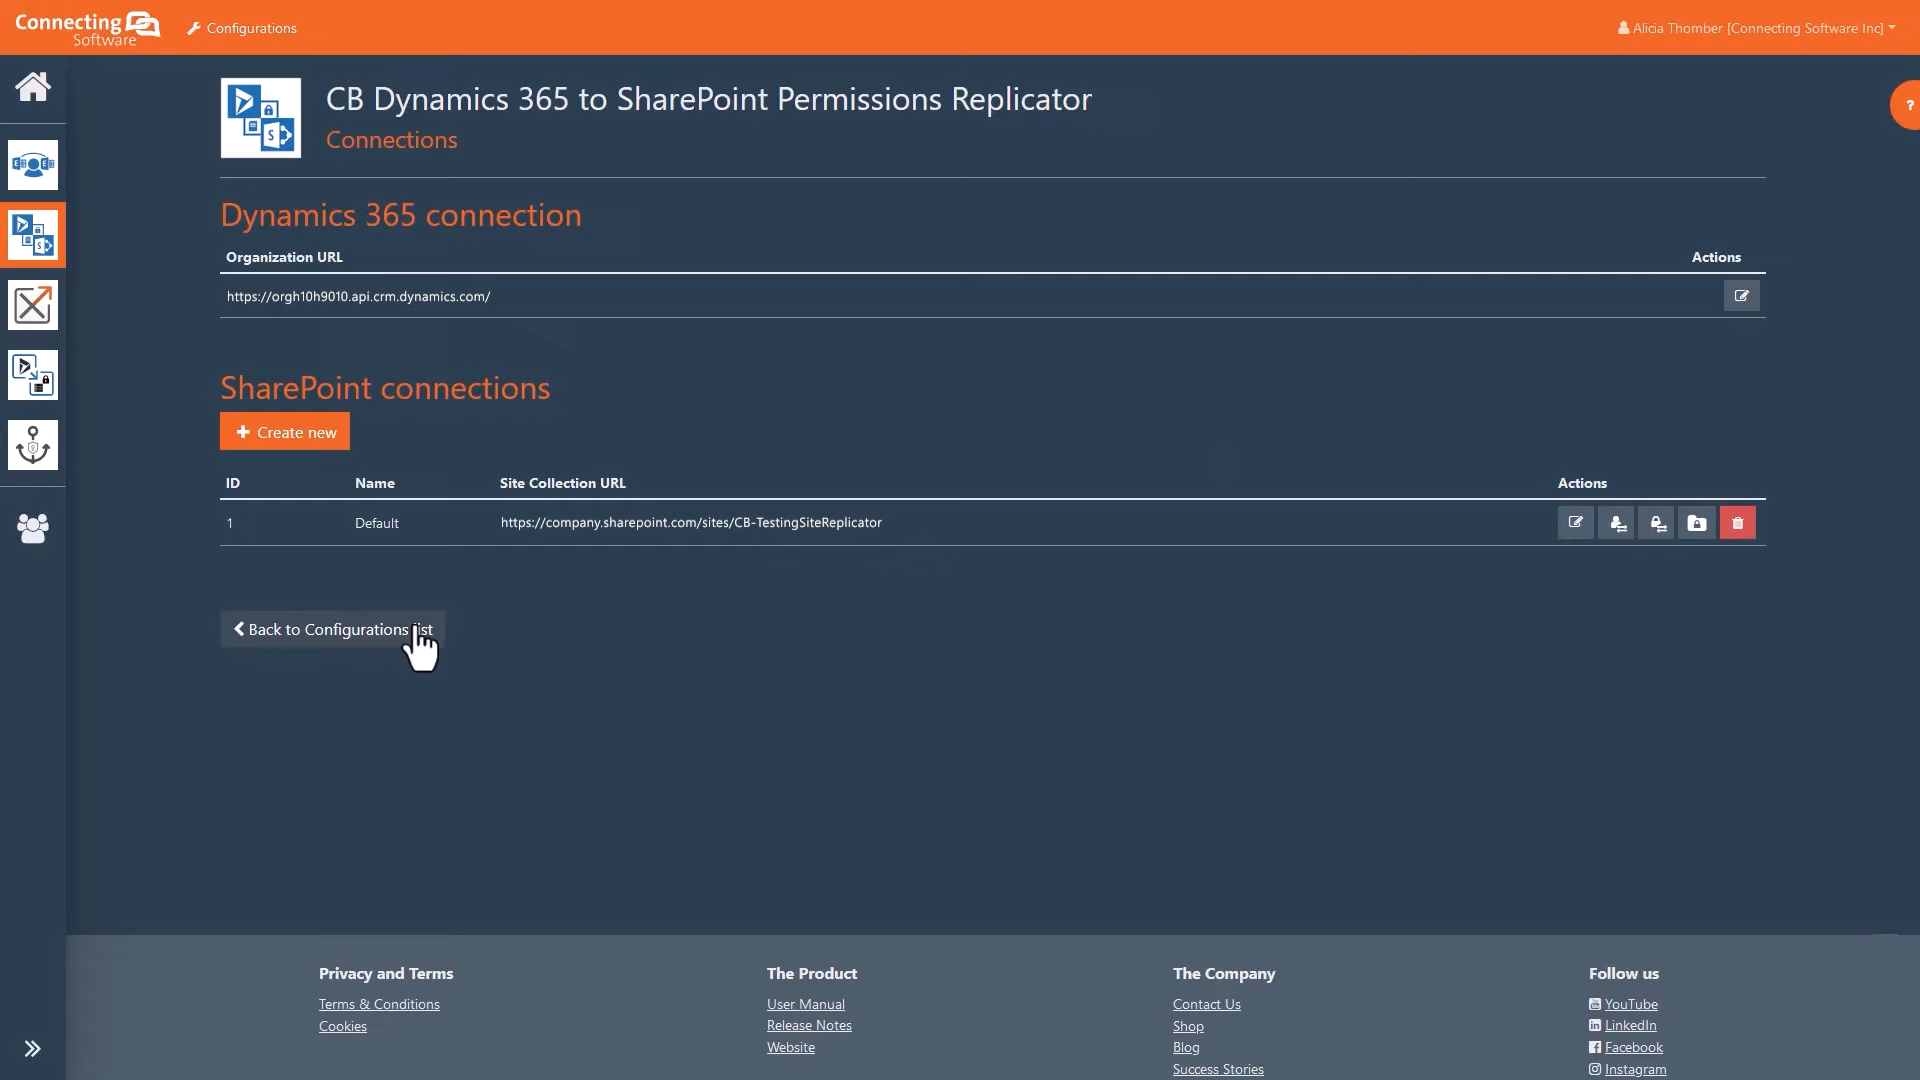 Connecting
Software
Configurations
Alicia Thomber [Connecting Software Inc]
?
CB Dynamics 365 to SharePoint Permissions Replicator
Connections
Dynamics 365 connection
Organization URL
Actions
https://orgh10h9010.api.crm.dynamics.com/
SharePoint connections
+ Create new
ID
Name
Site Collection URL
Actions
1
Default
https://company.sharepoint.com/sites/CB-TestingSiteReplicator
Back to Configurations list
Privacy and Terms
Terms & Conditions
Cookies
The Product
User Manual
Release Notes
Website
The Company
Contact Us
Shop
Blog
Success Stories
Follow us
YouTube
LinkedIn
Facebook
Instagram